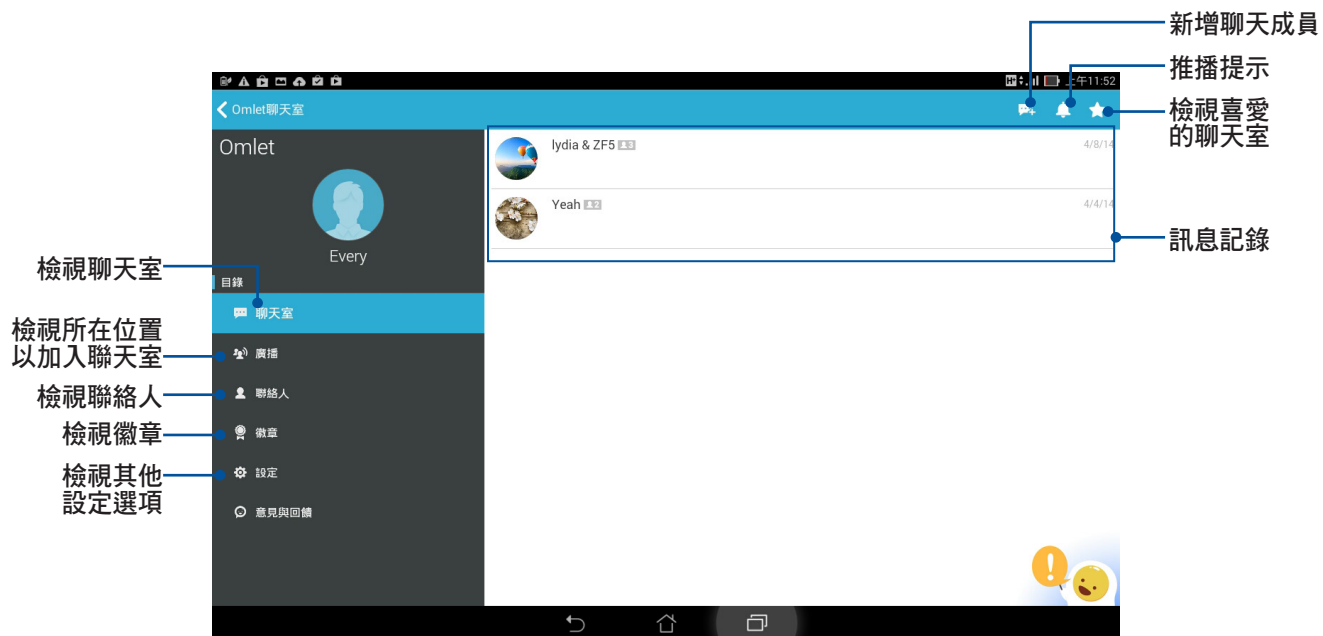 新增聊天成員
推播提示
檢視喜愛
的聊天室
訊息記錄
檢視聊天室
檢視所在位置
以加入聯天室
檢視聯絡人
檢視徽章
檢視其他
設定選項
H+ 上午11:52
Omlet聊天室
Omlet
Every
目錄
聊天室
廣播
聯絡人
徽章
設定
意見與回饋
lydia & ZF5 3
4/8/14
Yeah 2
4/4/14